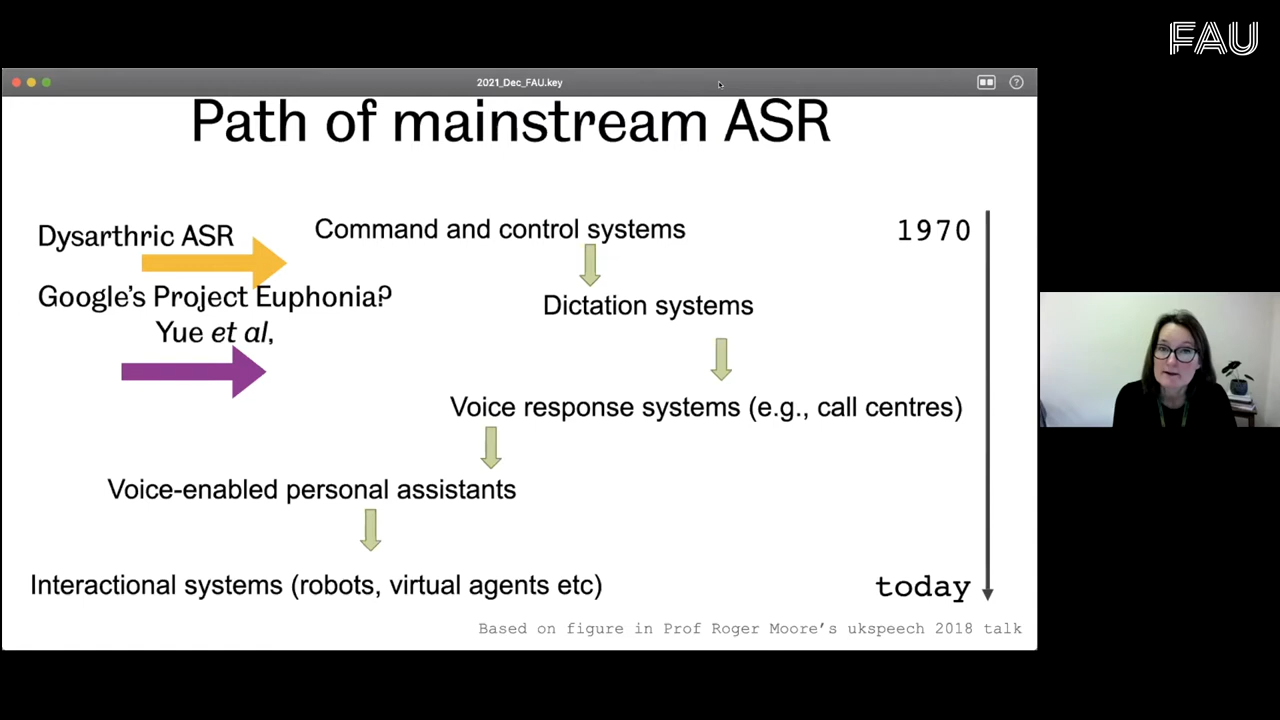 FAU
2021_Dec_FAU.key
Path of mainstream ASR
Dysarthric ASR
Command and control systems
1970
Google's Project Euphonia?
Yue et al,
Dictation systems
Voice response systems (e.g., call centres)
Voice-enabled personal assistants
Interactional systems (robots, virtual agents etc)
today
Based on figure in Prof Roger Moore's ukspeech 2018 talk